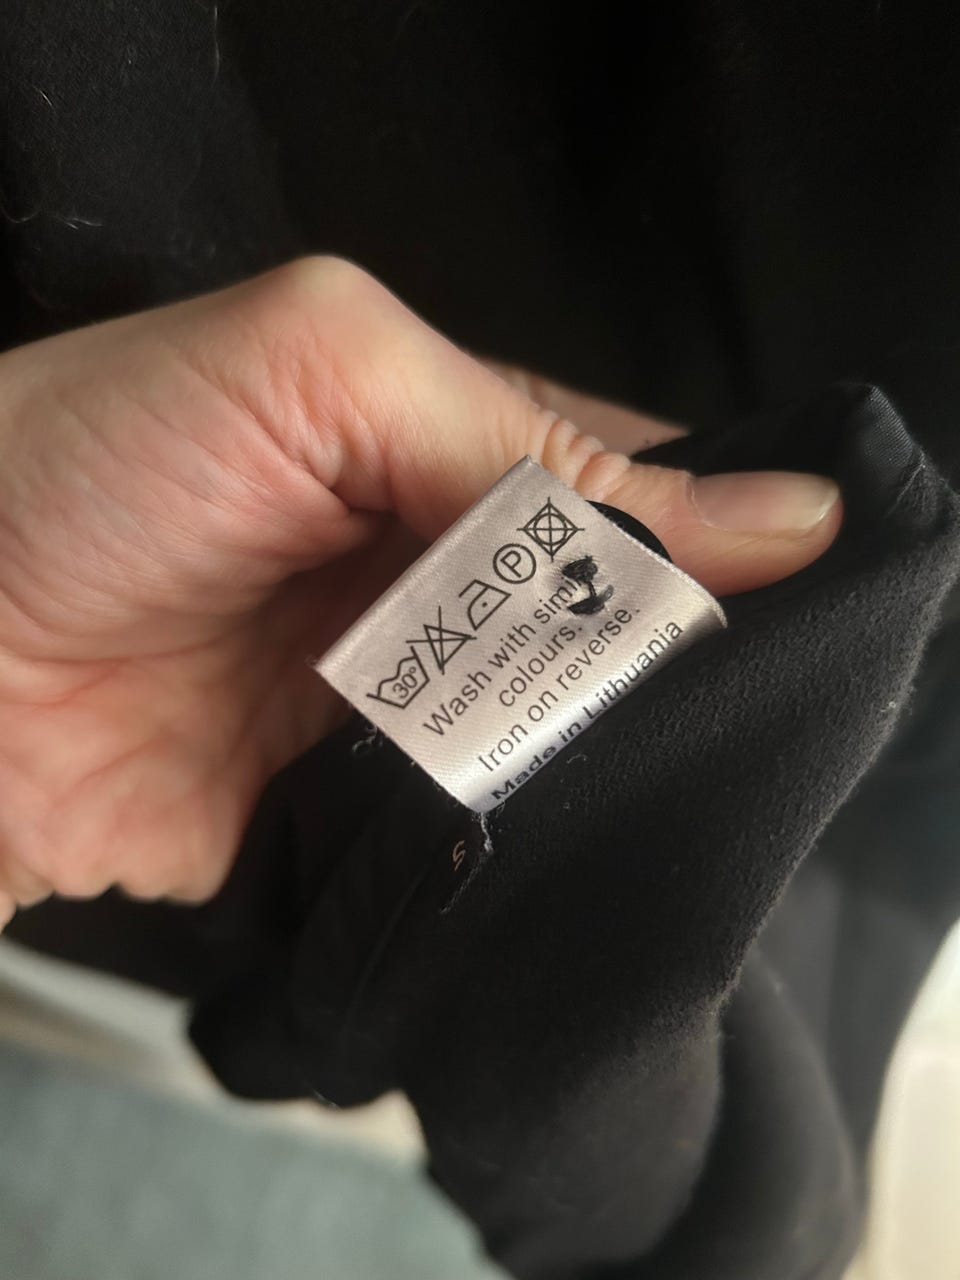 30°
P
Wash with
colours.
Iron on reverse.
Made in Lithuania
S